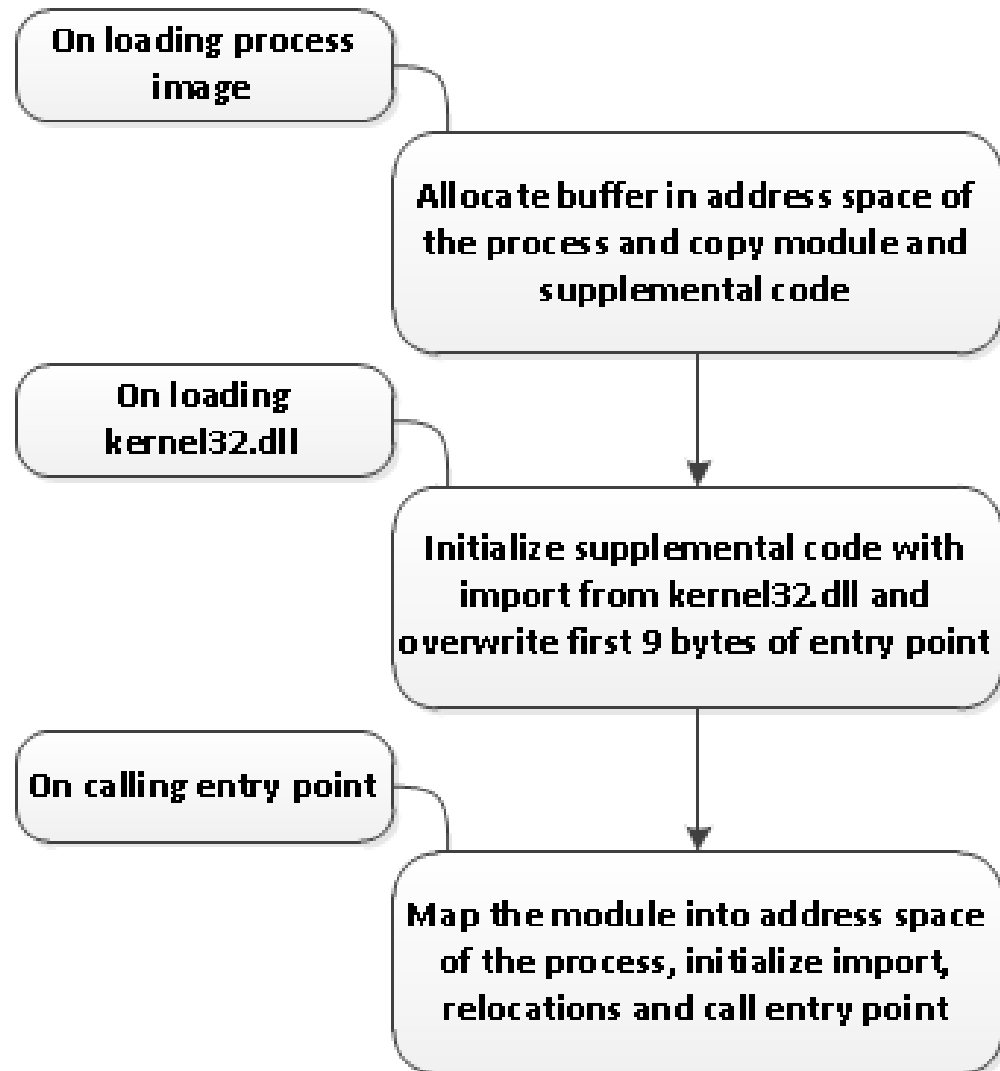 On loading process
image
Allocate buffer in address space of
the process and copy module and
supplemental code
On loading
kernel32.dll
Initialize supplemental code with
import from kernel32.dll and
overwrite first 9 bytes of entry point
On calling entry point
Map the module into address space
of the process, initialize import,
relocations and call entry point